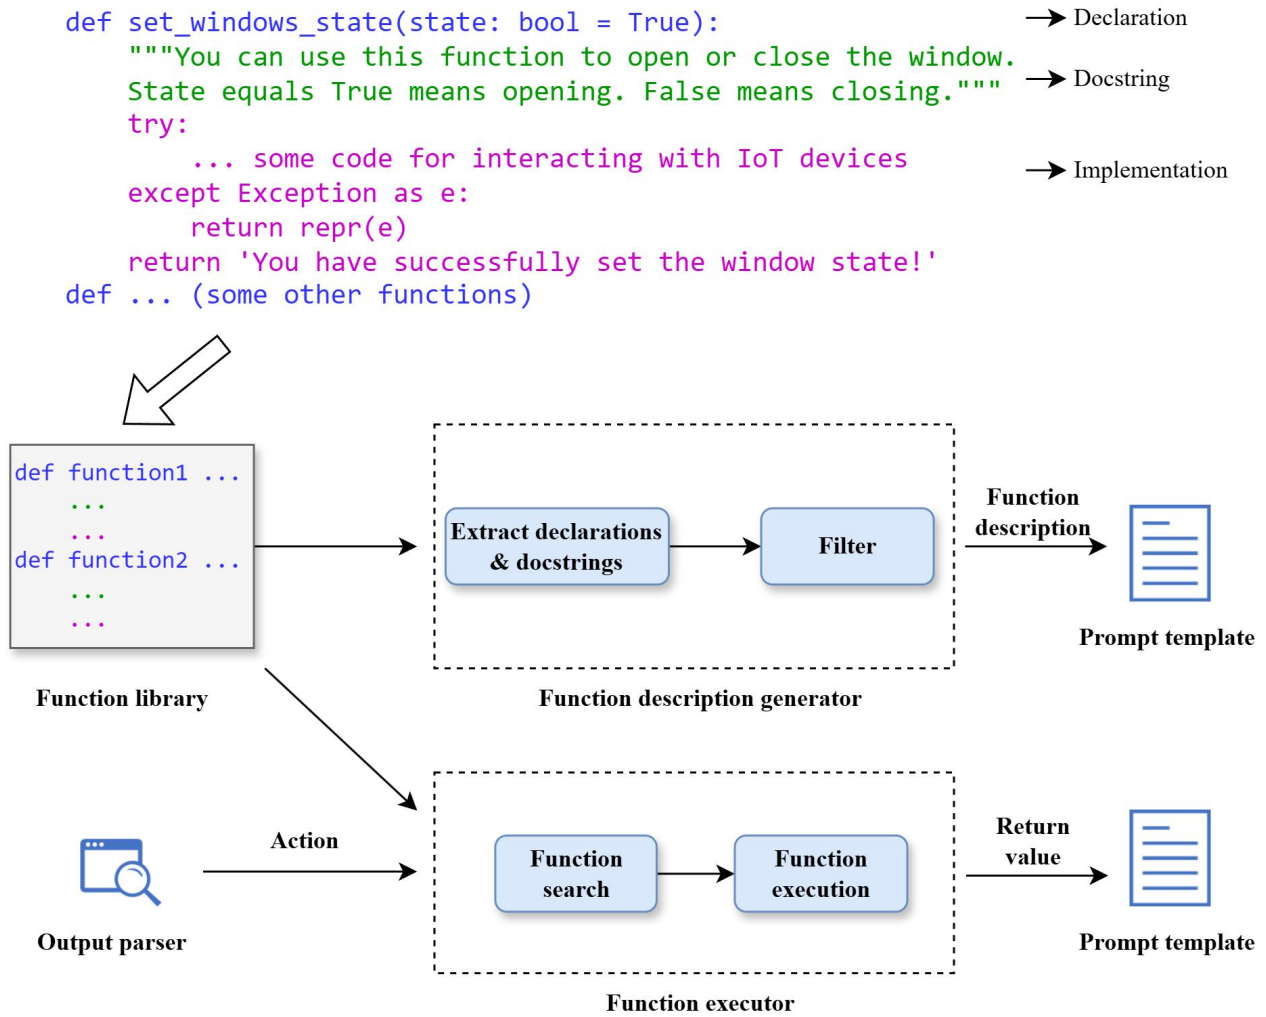 def set_windows_state(state: bool = True):
Declaration
"""You can use this function to open or close the window.
Docstring
State equals True means opening. False means closing."""
try:
... some code for interacting with IoT devices
Implementation
except Exception as e:
return repr(e)
return 'You have successfully set the window state!'
def ... (some other functions)
def function1 ...
...
...
def function2 ...
...
...
Function library
Extract declarations
& docstrings
Filter
Function description generator
Function
description
Prompt template
Output parser
Action
Function
search
Function
execution
Function executor
Return
value
Prompt template